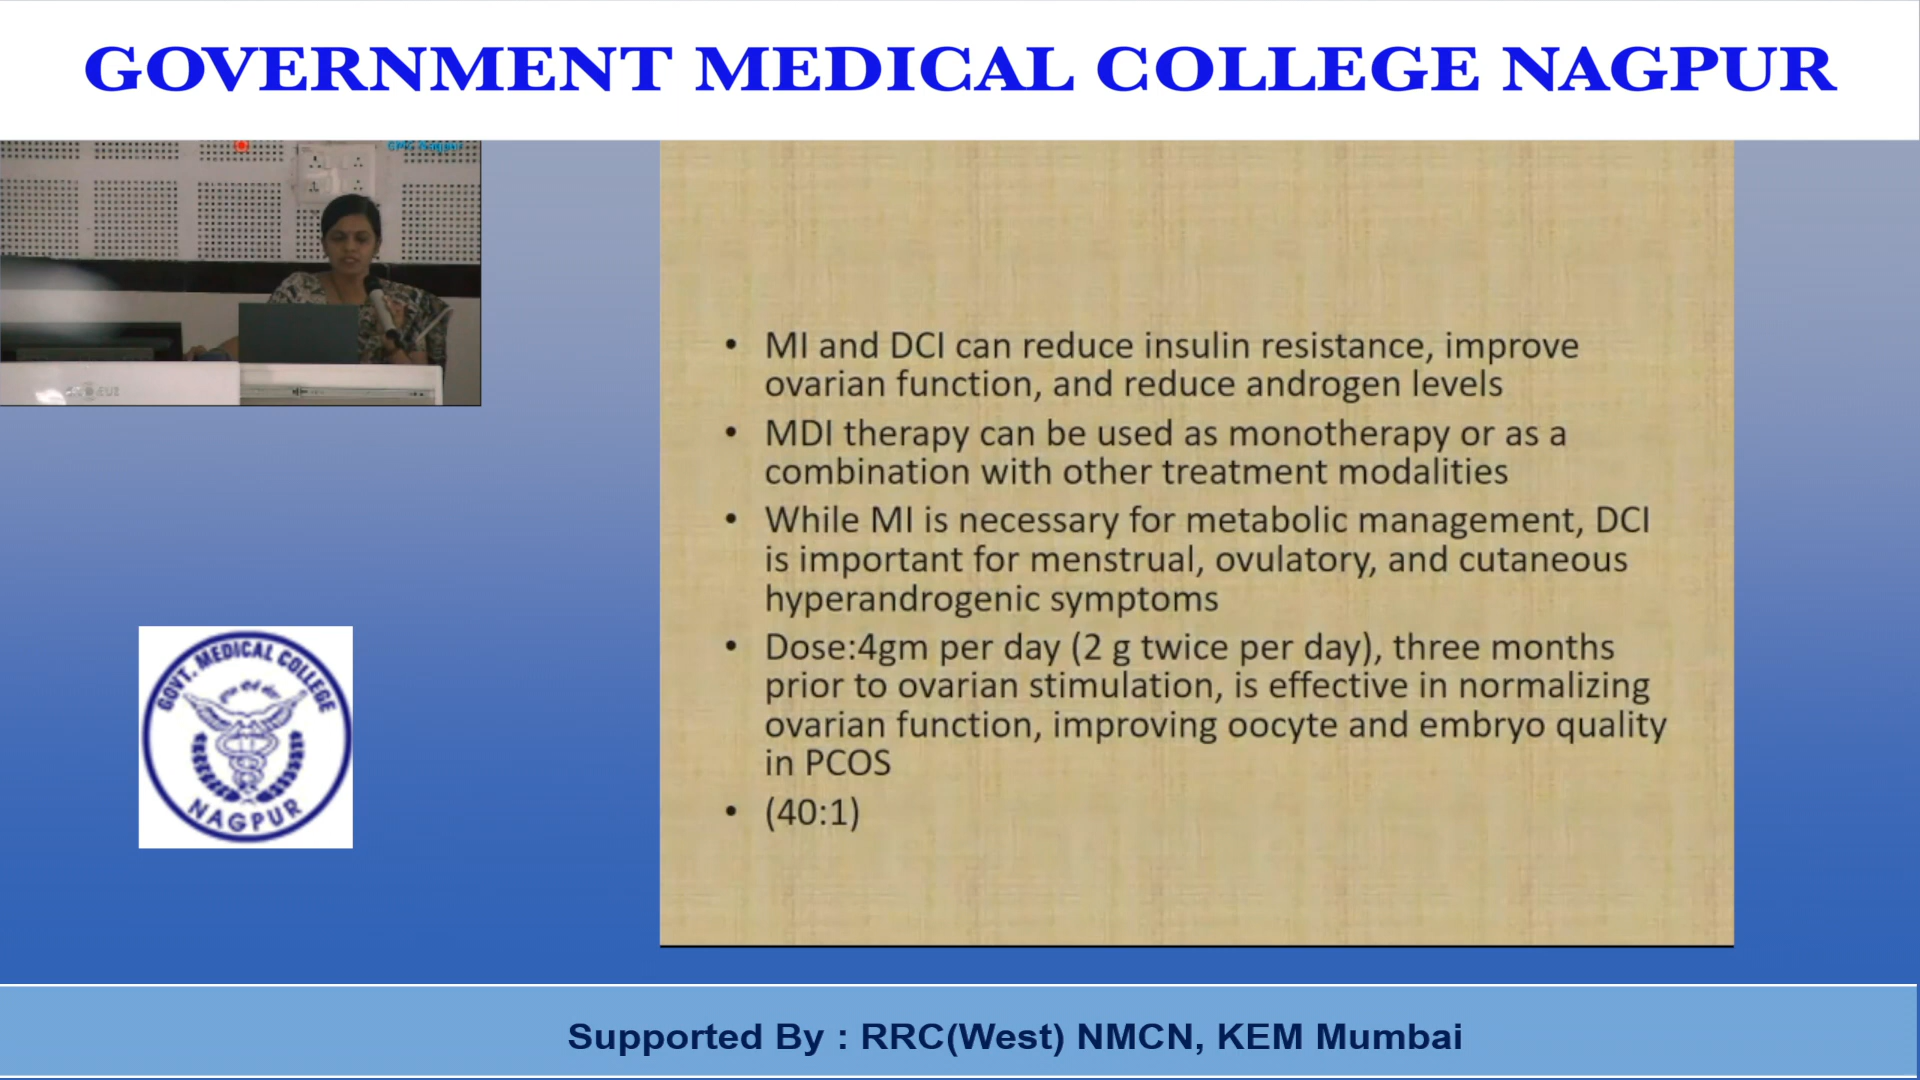 GOVERNMENT MEDICAL COLLEGE NAGPUR
GMC Nagpur
• MI and DCI can reduce insulin resistance, improve
ovarian function, and reduce androgen levels
• MDI therapy can be used as monotherapy or as a
combination with other treatment modalities
• While MI is necessary for metabolic management, DCI
is important for menstrual, ovulatory, and cutaneous
hyperandrogenic symptoms
• Dose:4gm per day (2 g twice per day), three months
prior to ovarian stimulation, is effective in normalizing
ovarian function, improving oocyte and embryo quality
in PCOS
• (40:1)
GOVT. MEDICAL COLLEGE
NAGPUR
Supported By : RRC(West) NMCN, KEM Mumbai